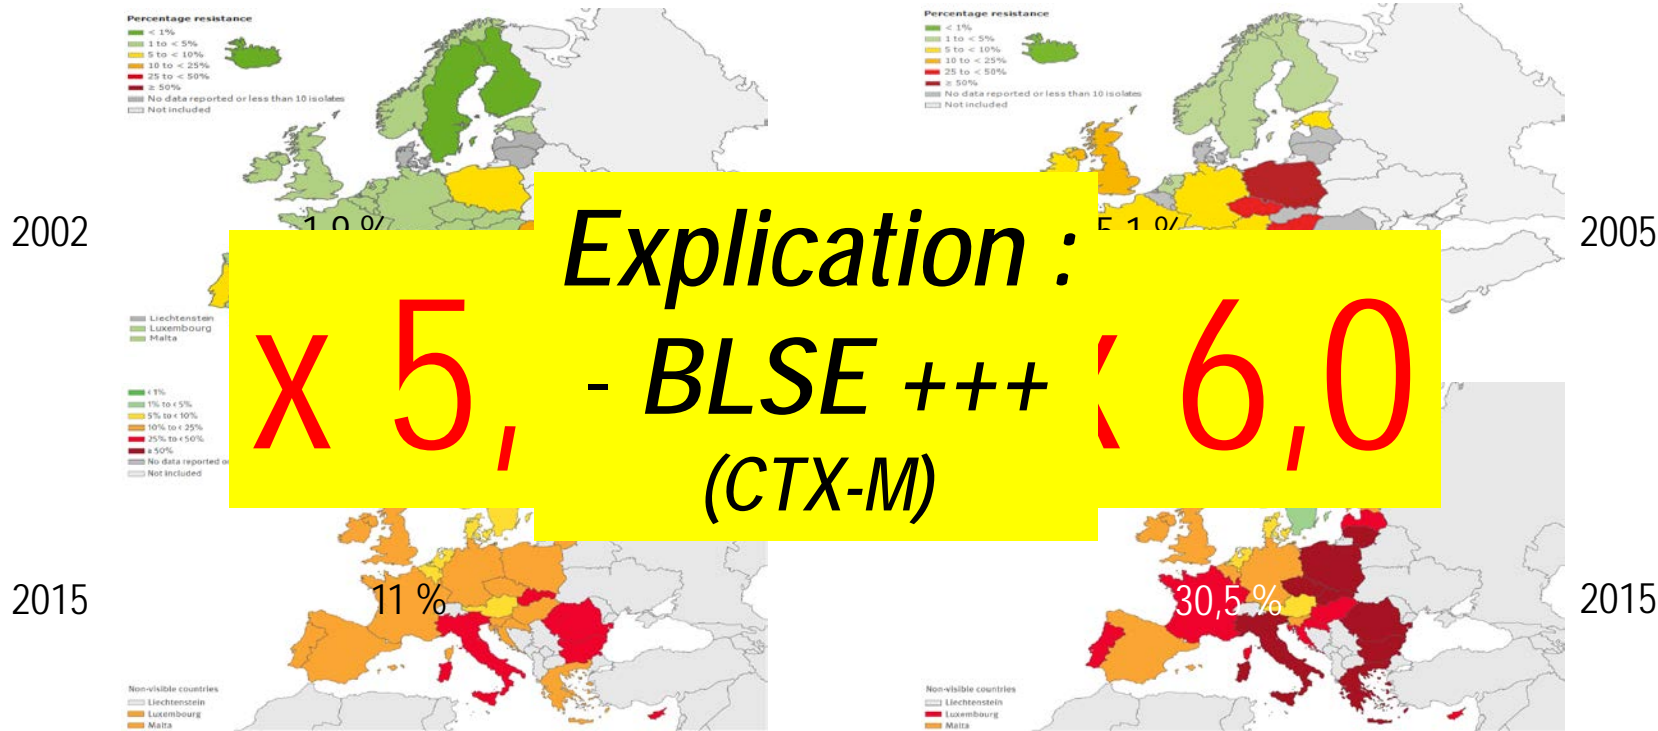 Percentage resistance
< 1%
1 to < 5%
5 to < 10%
10 to < 25%
25 to < 50%
≥ 50%
No data reported or less than 10 isolates
Not included
Percentage resistance
< 1%
1 to < 5%
5 to < 10%
10 to < 25%
25 to < 50%
≥ 50%
No data reported or less than 10 isolates
Not included
2002
2005
Explication :
- BLSE +++
(CTX-M)
x 5,
x 6,0
Liechtenstein
Luxembourg
Malta
< 1%
1% to < 5%
5% to < 10%
10% to < 25%
25% to < 50%
≥ 50%
No data reported
Not included
2015
11 %
30,5 %
2015
Non-visible countries
Liechtenstein
Luxembourg
Malta
Non-visible countries
Liechtenstein
Luxembourg
Malta